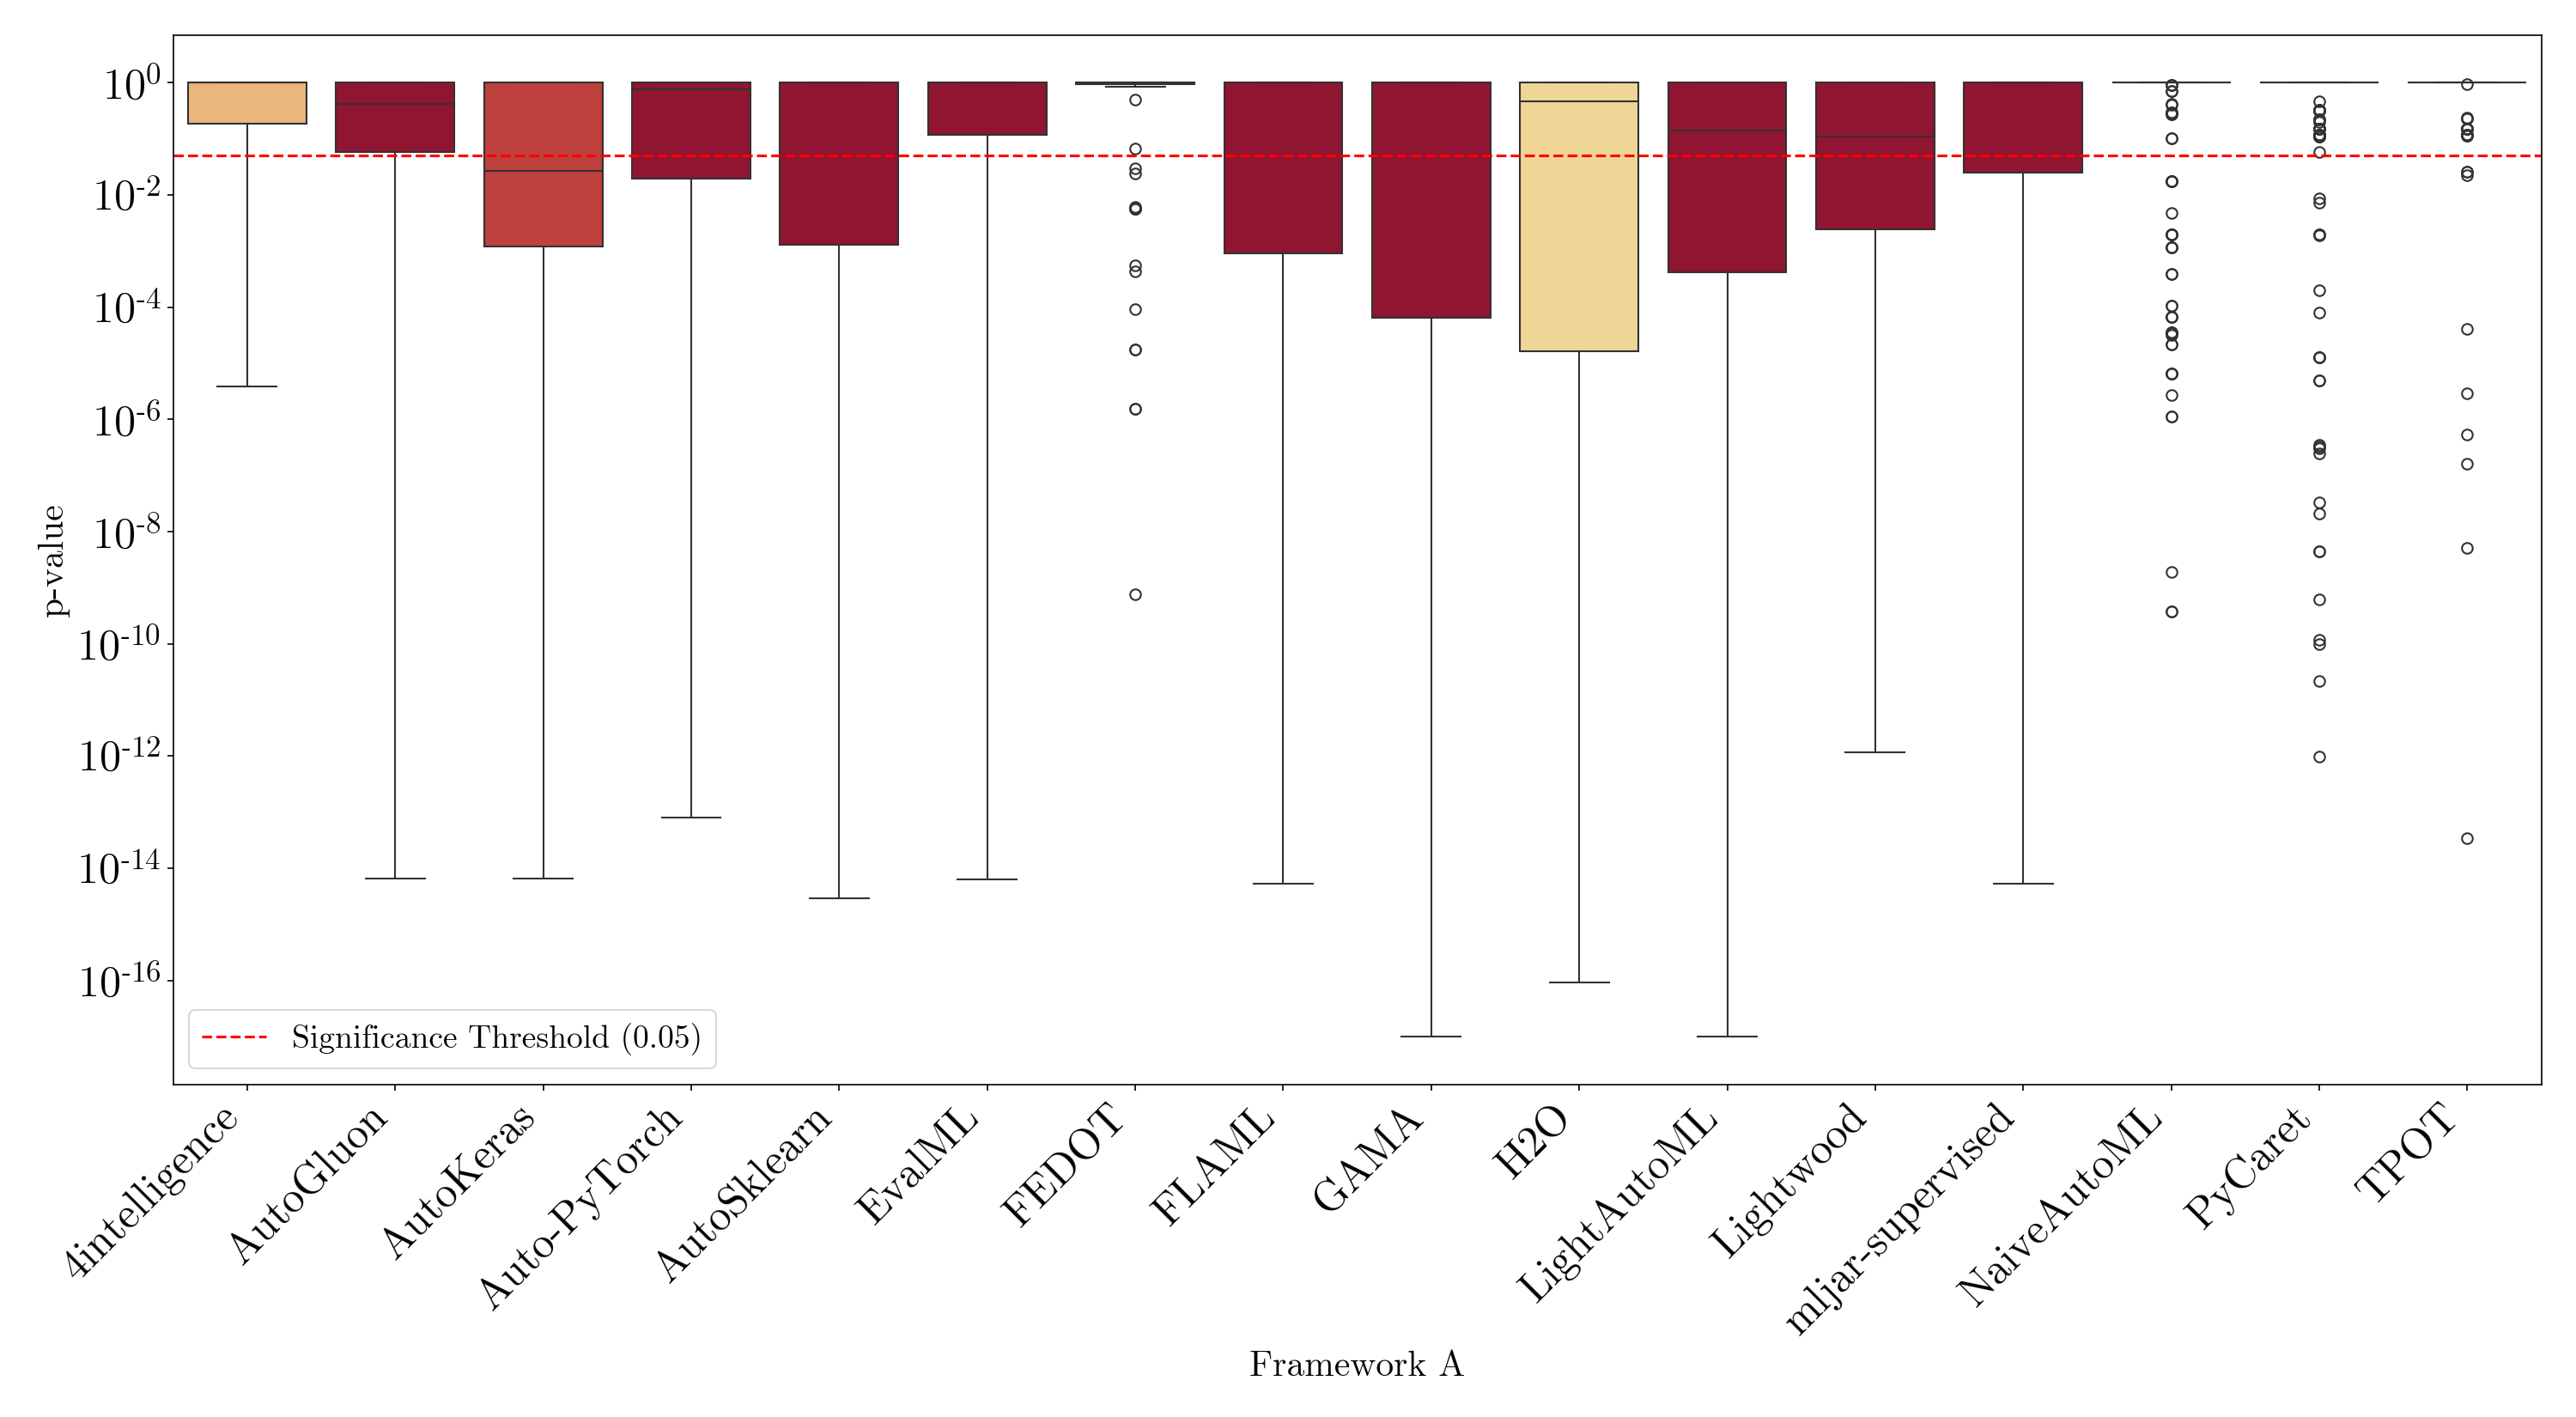 10^0
10^-2
10^-4
10^-6
10^-8
10^-10
10^-12
10^-14
10^-16
p-value
Significance Threshold (0.05)
4intelligence
AutoGluon
AutoKeras
Auto-PyTorch
AutoSklearn
EvalML
FEDOT
FLAML
GAMA
H2O
LightAutoML
Lightwood
mljar-supervised
NaiveAutoML
PyCaret
TPOT
Framework A